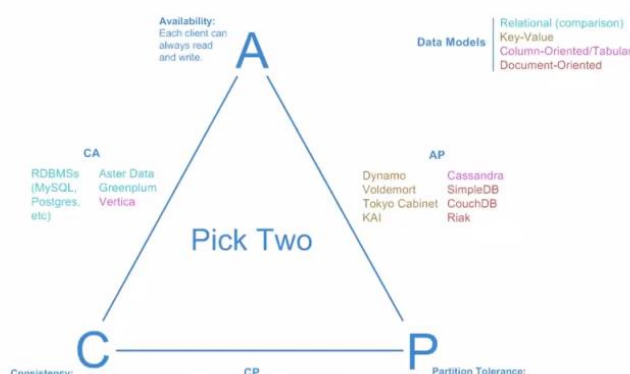 Availability:
Each client can
always read
and write.
A
Data Models
Relational (comparison)
Key-Value
Column-Oriented/Tabular
Document-Oriented
CA
RDBMSs
(MySQL,
Postgres,
etc)
Aster Data
Greenplum
Vertica
AP
Dynamo
Voldemort
Tokyo Cabinet
KAI
Cassandra
SimpleDB
CouchDB
Riak
Pick Two
C
P
Consistency:
CP
Partition Tolerance: